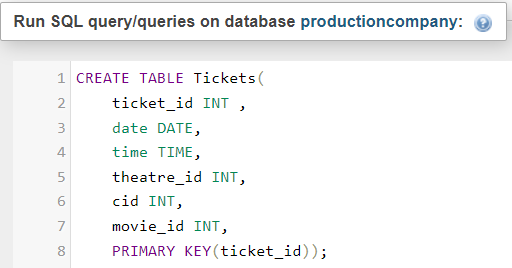 Run SQL query/queries on database productioncompany:
1 CREATE TABLE Tickets(
2 ticket_id INT ,
3 date DATE,
4 time TIME,
5 theatre_id INT,
6 cid INT,
7 movie_id INT,
8 PRIMARY KEY(ticket_id));